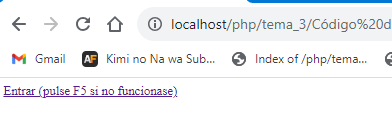 localhost/php/tema_3/Código%20d
Gmail
Kimi no Na wa Sub...
Index of /php/tema...
Entrar (pulse F5 si no funcionase)